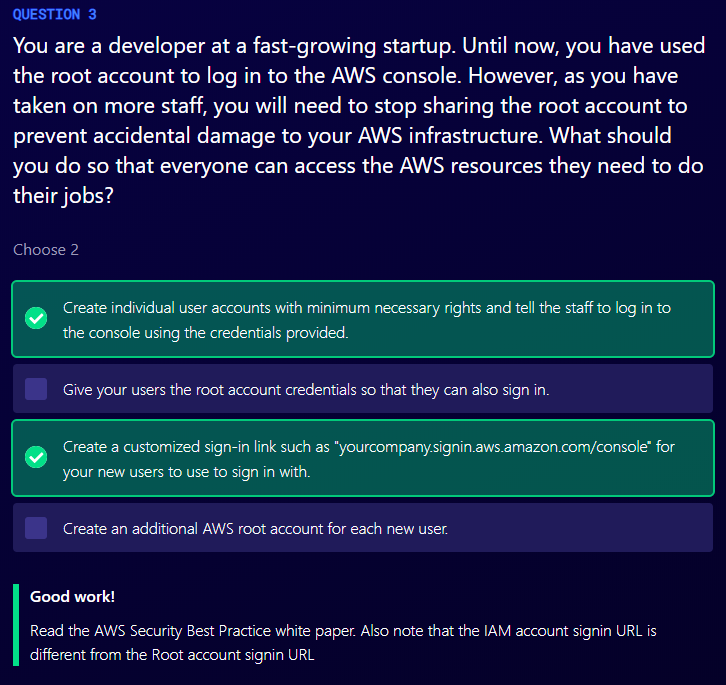 QUESTION 3
You are a developer at a fast-growing startup. Until now, you have used
the root account to log in to the AWS console. However, as you have
taken on more staff, you will need to stop sharing the root account to
prevent accidental damage to your AWS infrastructure. What should
you do so that everyone can access the AWS resources they need to do
their jobs?
Choose 2
Create individual user accounts with minimum necessary rights and tell the staff to log in to
the console using the credentials provided.
Give your users the root account credentials so that they can also sign in.
Create a customized sign-in link such as "yourcompany.signin.aws.amazon.com/console" for
your new users to use to sign in with.
Create an additional AWS root account for each new user.
Good work!
Read the AWS Security Best Practice white paper. Also note that the IAM account signin URL is
different from the Root account signin URL